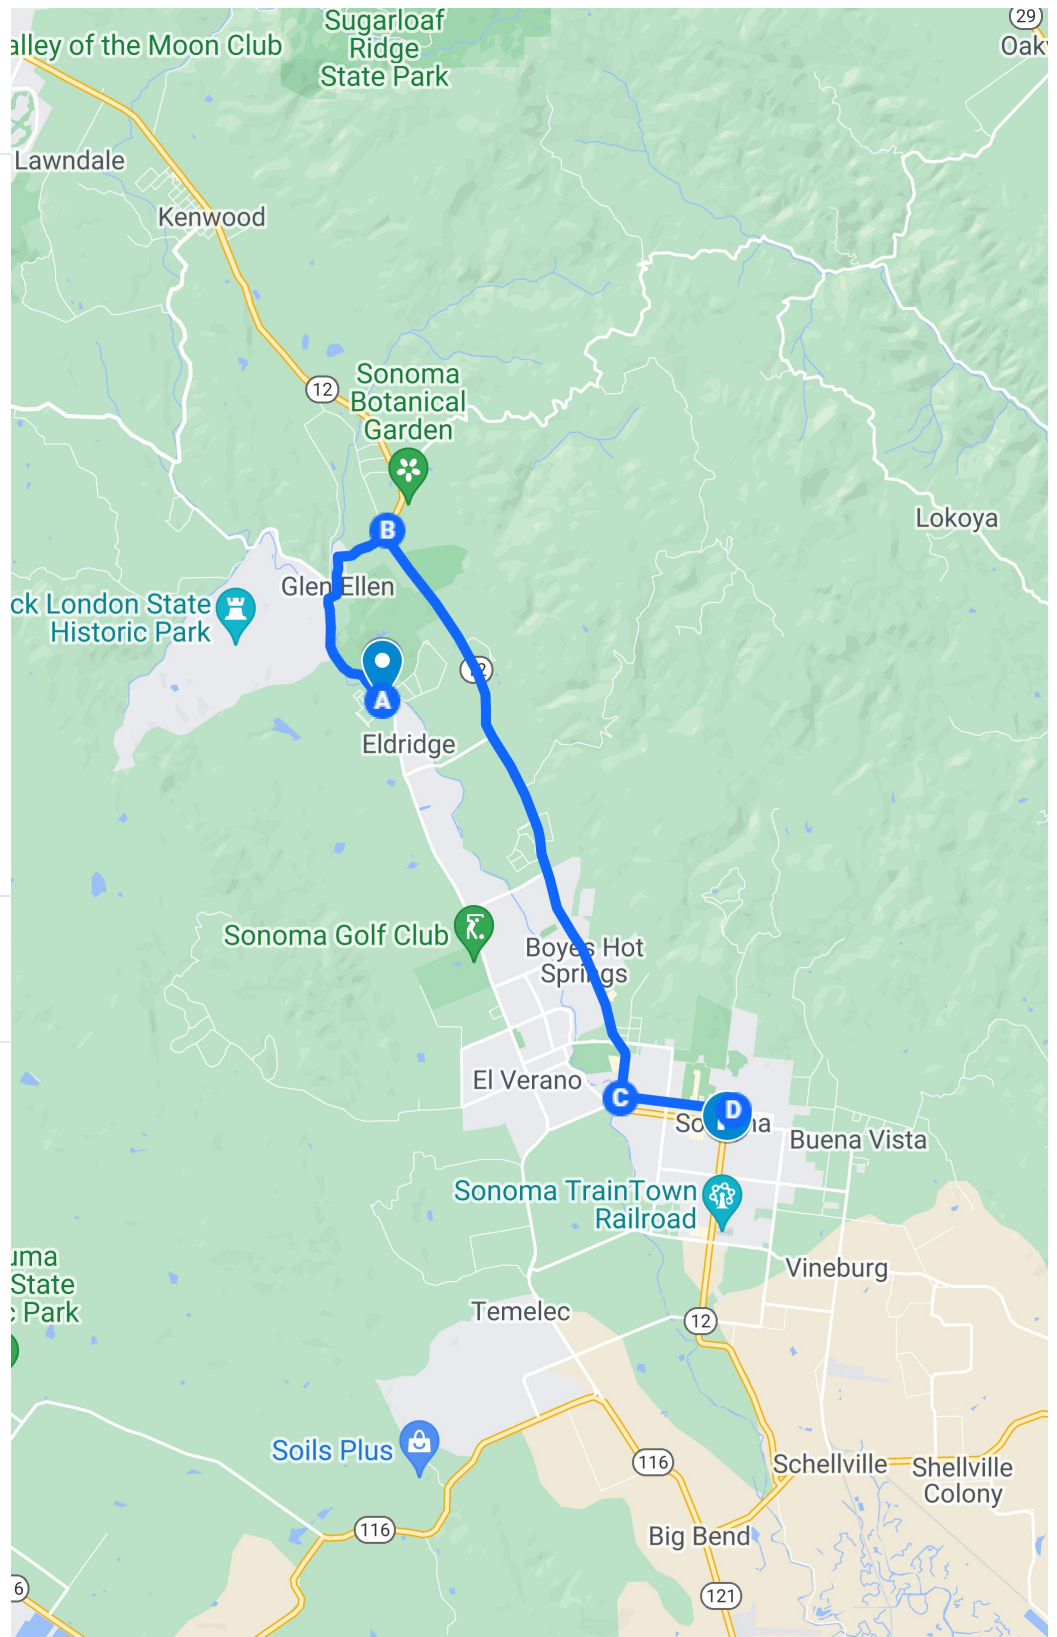 Sugarloaf
Ridge
State Park
alley of the Moon Club
29
Oak
Lawndale
Kenwood
12
Sonoma
Botanical
Garden
Lokoya
B
Glen Ellen
ck London State
Historic Park
12
A
Eldridge
Sonoma Golf Club
Boyes Hot
Springs
El Verano
C
D
Buena Vista
Sonoma TrainTown
Railroad
uma
State
c Park
Vineburg
Temelec
12
Soils Plus
116
Schellville
Shellville
Colony
116
Big Bend
6
121